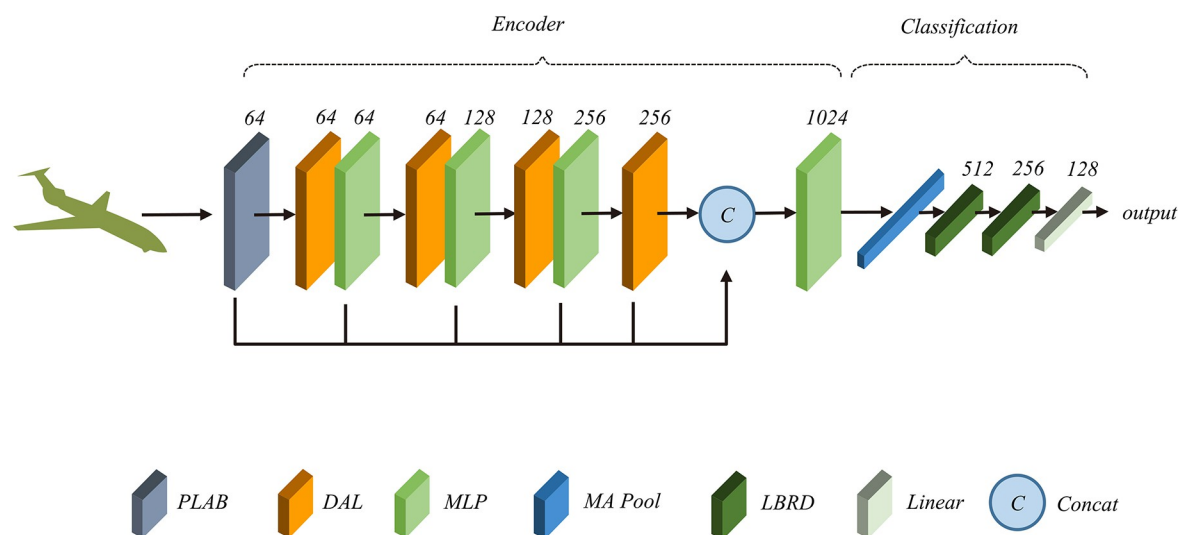 Encoder
Classification
64
64
64
64
128
128
256
256
1024
512
256
128
C
output
PLAB
DAL
MLP
MA Pool
LBRD
Linear
C
Concat